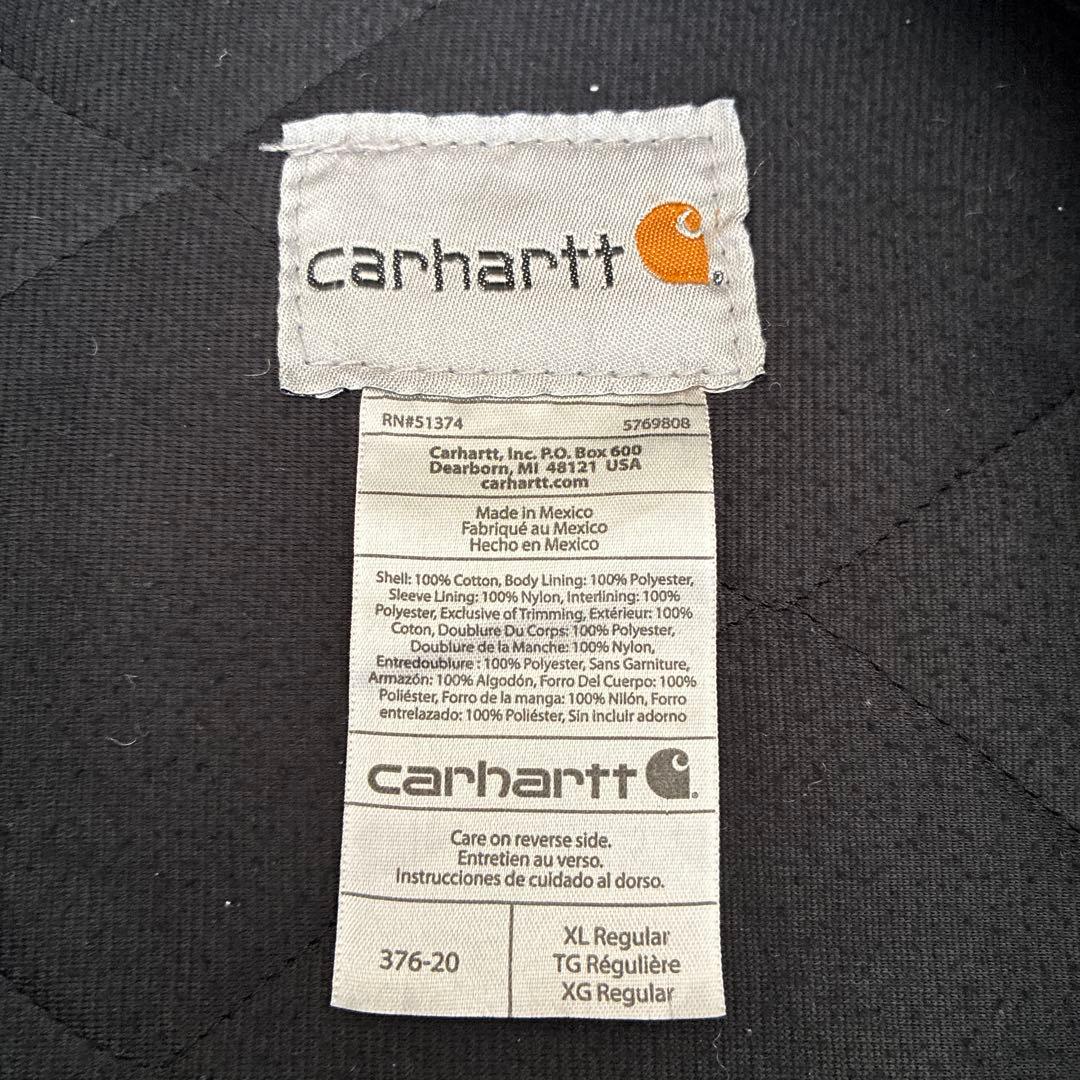 carhartt
RN#51374 5769808
Carhartt, Inc. P.O. Box 600
Dearborn, MI 48121 USA
carhartt.com
Made in Mexico
Fabriqué au Mexico
Hecho en Mexico
Shell: 100% Cotton, Body Lining: 100% Polyester,
Sleeve Lining: 100% Nylon, Interlining: 100%
Polyester, Exclusive of Trimming, Extérieur: 100%
Coton, Doublure Du Corps: 100% Polyester,
Doublure de la Manche: 100% Nylon,
Entredoublure : 100% Polyester, Sans Garniture,
Armazón: 100% Algodón, Forro Del Cuerpo: 100%
Poliéster, Forro de la manga: 100% Nilón, Forro
entrelazado: 100% Poliéster, Sin incluir adorno
carhartt
Care on reverse side.
Entretien au verso.
Instrucciones de cuidado al dorso.
376-20
XL Regular
TG Régulière
XG Regular